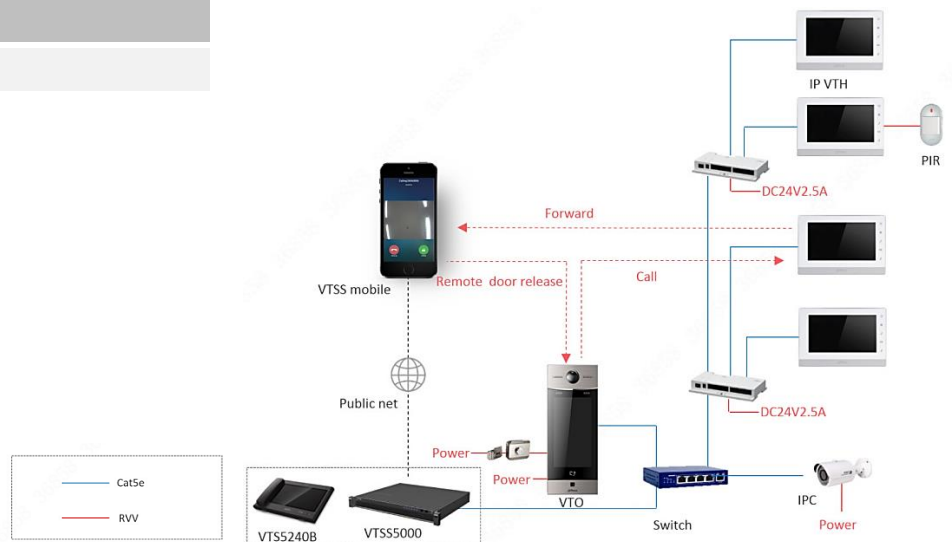 IP VTH
PIR
DC24V2.5A
Forward
Remote door release
Call
VTSS mobile
Public net
DC24V2.5A
Power
Power
VTO
IPC
Switch
Power
Cat5e
RVV
VTS5240B
VTSS5000